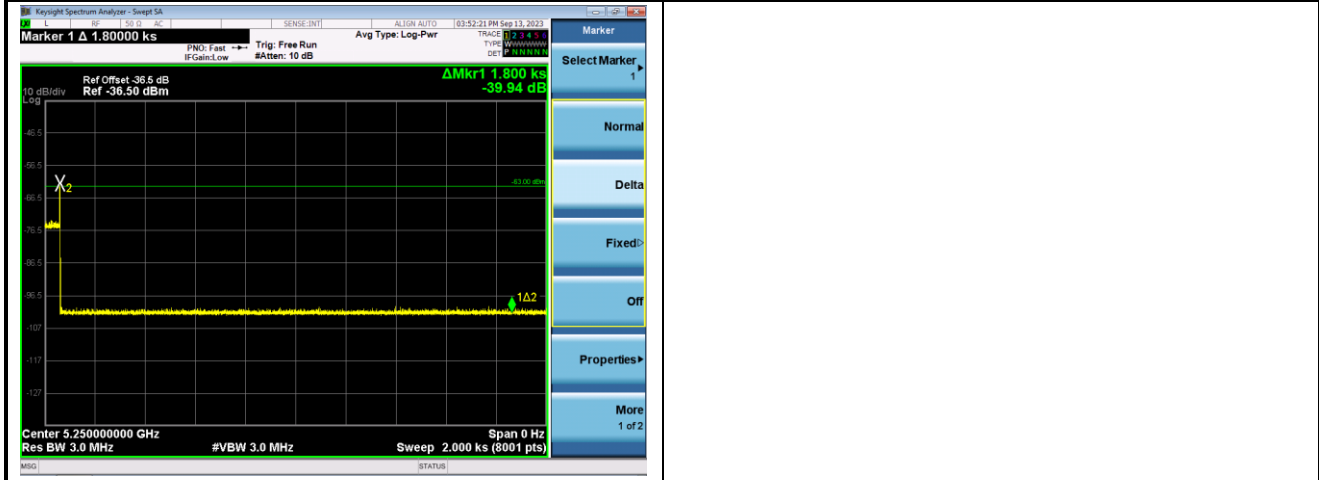 Keysight Spectrum Analyzer - Swept SA
L RF 50 Ω AC SENSE:INT ALIGN AUTO 03:52:21 PM Sep 13, 2023
Marker 1 Δ 1.80000 ks
PNO: Fast
IFGain:Low
Trig: Free Run
#Atten: 10 dB
Avg Type: Log-Pwr
TRACE 1 2 3 4 5 6
TYPE WWWWWW
DET P N N N N N
ΔMkr1 1.800 ks
-39.94 dB
Ref Offset -36.5 dB
10 dB/div Ref -36.50 dBm
Log
-46.5
-56.5
-63.00 dBm
X2
-66.5
-76.5
-86.5
-96.5
1Δ2
-107
-117
-127
Center 5.250000000 GHz Span 0 Hz
Res BW 3.0 MHz #VBW 3.0 MHz Sweep 2.000 ks (8001 pts)
MSG STATUS
Marker
Select Marker
1
Normal
Delta
Fixed
Off
Properties
More
1 of 2